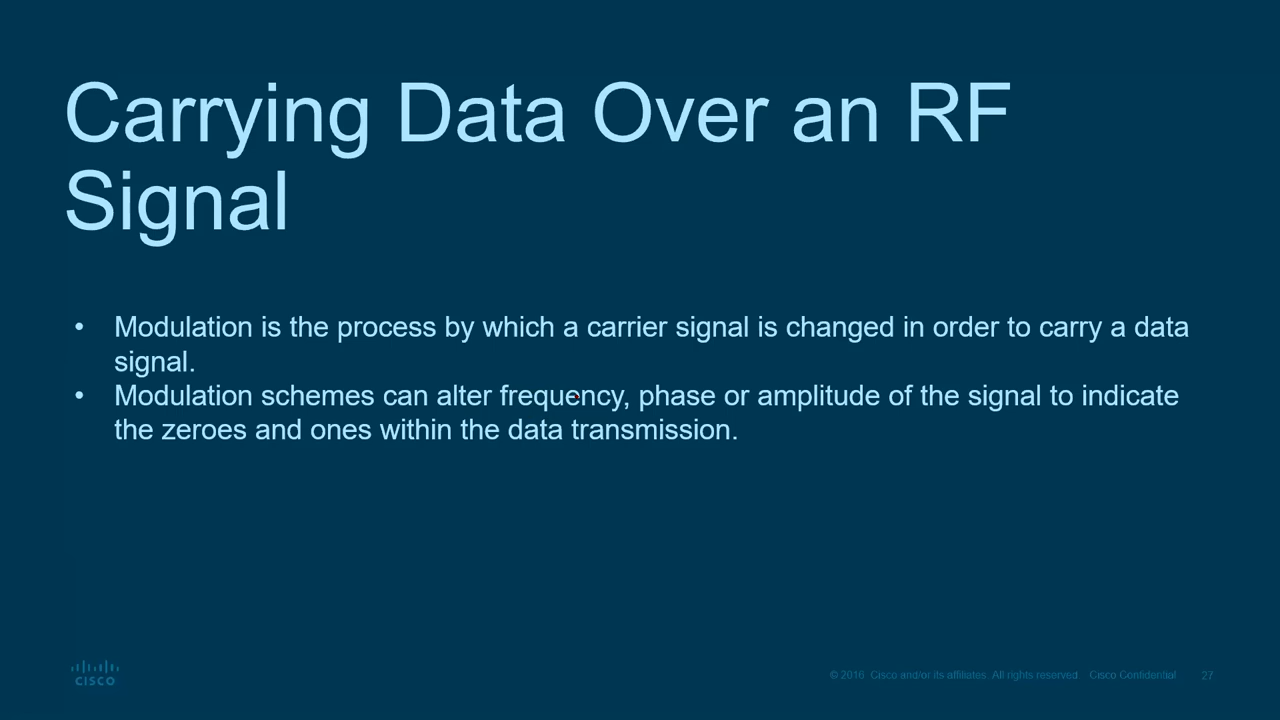 Carrying Data Over an RF
Signal
• Modulation is the process by which a carrier signal is changed in order to carry a data
signal.
• Modulation schemes can alter frequency, phase or amplitude of the signal to indicate
the zeroes and ones within the data transmission.
CISCO
© 2016 Cisco and/or its affiliates. All rights reserved. Cisco Confidential 27